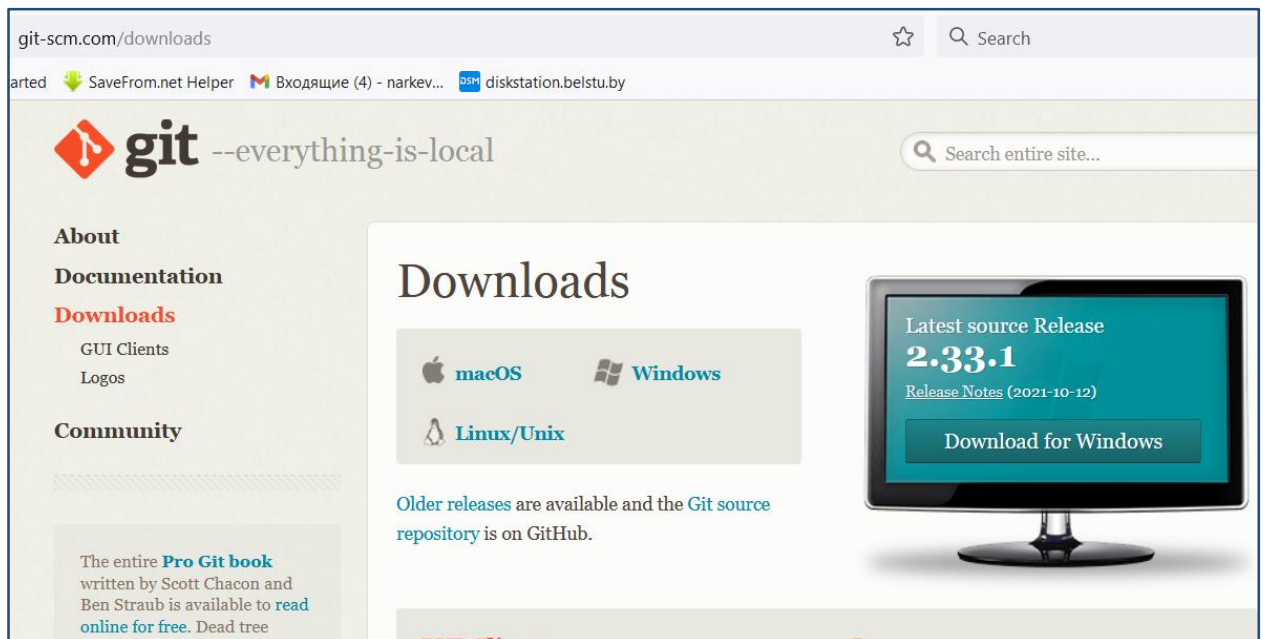 git-scm.com/downloads
Search
arted
SaveFrom.net Helper
Входящие (4) - narkev...
DSM
diskstation.belstu.by
git --everything-is-local
Search entire site...
About
Documentation
Downloads
GUI Clients
Logos
Community
The entire Pro Git book
written by Scott Chacon and
Ben Straub is available to read
online for free. Dead tree
Downloads
macOS
Windows
Linux/Unix
Older releases are available and the Git source
repository is on GitHub.
Latest source Release
2.33.1
Release Notes (2021-10-12)
Download for Windows